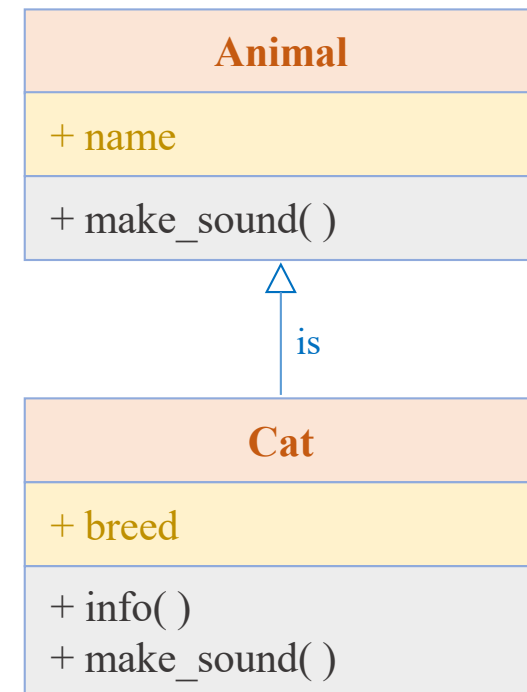 Animal
+ name
+ make_sound( )
is
Cat
+ breed
+ info( )
+ make_sound( )